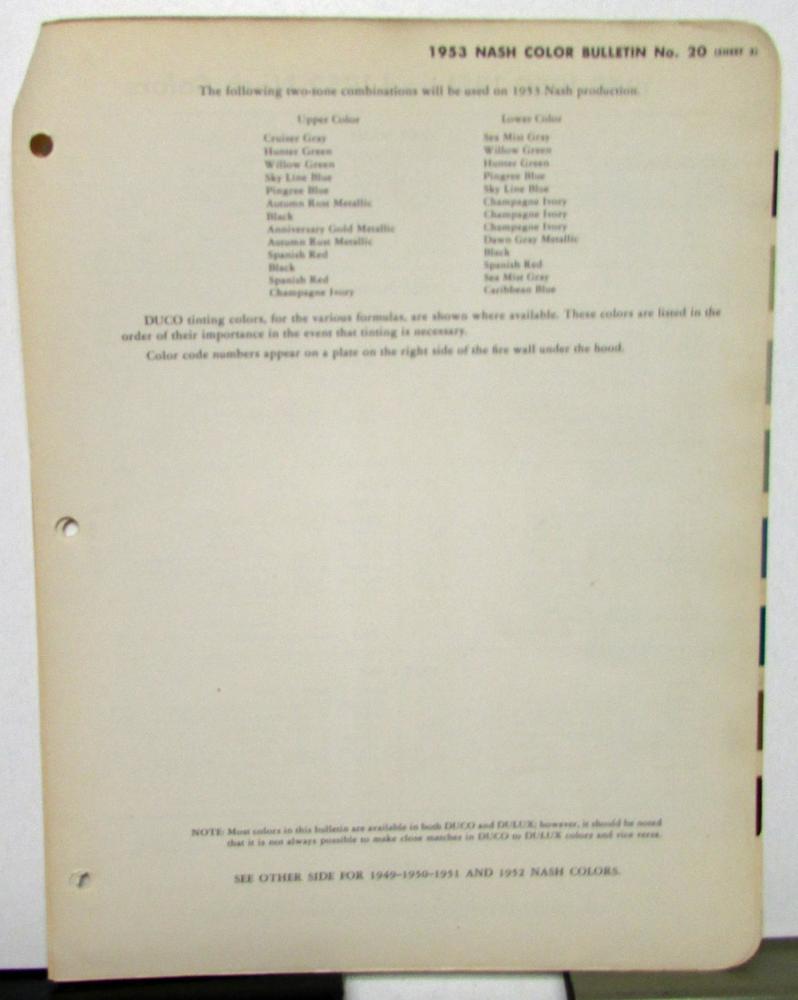 1953 NASH COLOR BULLETIN No. 20 (SHEET 2)
The following two-tone combinations will be used on 1953 Nash production.
Upper Color Lower Color
Cruiser Gray Sea Mist Gray
Hunter Green Willow Green
Willow Green Hunter Green
Sky Line Blue Pingree Blue
Pingree Blue Sky Line Blue
Autumn Rust Metallic Champagne Ivory
Black Champagne Ivory
Anniversary Gold Metallic Champagne Ivory
Autumn Rust Metallic Dawn Gray Metallic
Spanish Red Black
Black Spanish Red
Spanish Red Sea Mist Gray
Champagne Ivory Caribbean Blue
DUCO tinting colors, for the various formulas, are shown where available. These colors are listed in the
order of their importance in the event that tinting is necessary.
Color code numbers appear on a plate on the right side of the fire wall under the hood.
NOTE: Most colors in this bulletin are available in both DUCO and DULUX; however, it should be noted
that it is not always possible to make close matches in DUCO to DULUX colors and vice versa.
SEE OTHER SIDE FOR 1949-1950-1951 AND 1952 NASH COLORS.